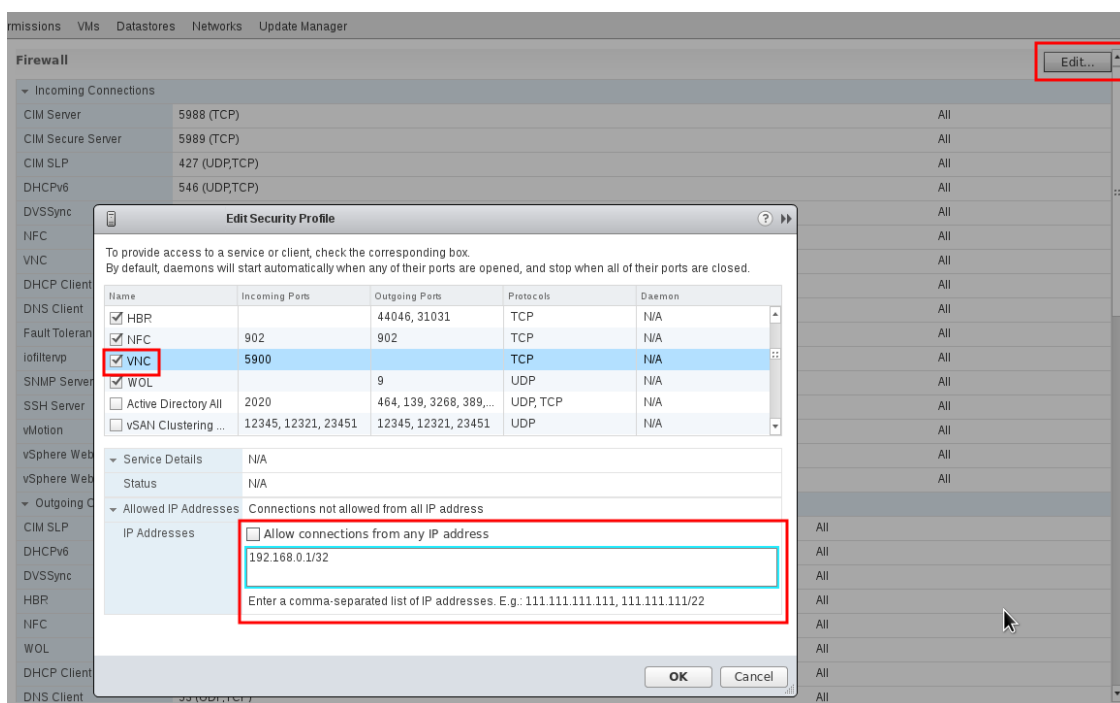 rmissions VMs Datastores Networks Update Manager
Firewall
Edit...
Incoming Connections
CIM Server 5988 (TCP) All
CIM Secure Server 5989 (TCP) All
CIM SLP 427 (UDP,TCP) All
DHCPv6 546 (UDP,TCP) All
DVSSync All
NFC All
VNC All
DHCP Client All
DNS Client All
Fault Toleran All
iofiltervp All
SNMP Server All
SSH Server All
vMotion All
vSphere Web All
vSphere Web All
Outgoing C
CIM SLP All
DHCPv6 All
DVSSync All
HBR All
NFC All
WOL All
DHCP Client All
DNS Client 53 (UDP,TCP) All
Edit Security Profile ?
To provide access to a service or client, check the corresponding box.
By default, daemons will start automatically when any of their ports are opened, and stop when all of their ports are closed.
Name Incoming Ports Outgoing Ports Protocols Daemon
HBR 44046, 31031 TCP N/A
NFC 902 902 TCP N/A
VNC 5900 TCP N/A
WOL 9 UDP N/A
Active Directory All 2020 464, 139, 3268, 389,... UDP, TCP N/A
vSAN Clustering ... 12345, 12321, 23451 12345, 12321, 23451 UDP N/A
Service Details N/A
Status N/A
Allowed IP Addresses Connections not allowed from all IP address
IP Addresses Allow connections from any IP address
192.168.0.1/32
Enter a comma-separated list of IP addresses. E.g.: 111.111.111.111, 111.111.111/22
OK Cancel